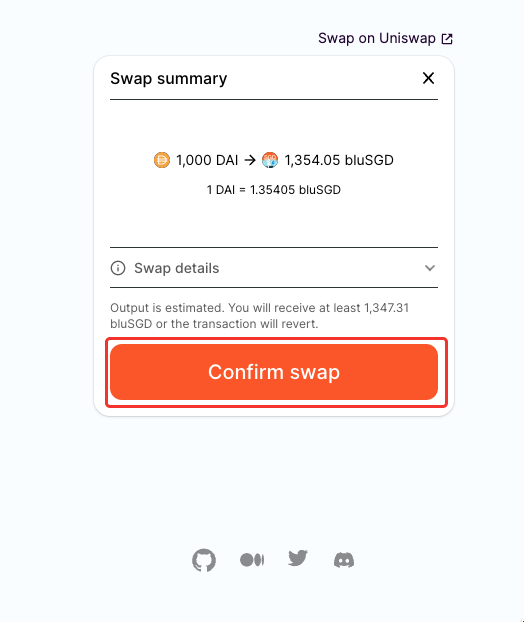 Swap on Uniswap
Swap summary
1,000 DAI → 1,354.05 bluSGD
1 DAI = 1.35405 bluSGD
Swap details
Output is estimated. You will receive at least 1,347.31
bluSGD or the transaction will revert.
Confirm swap